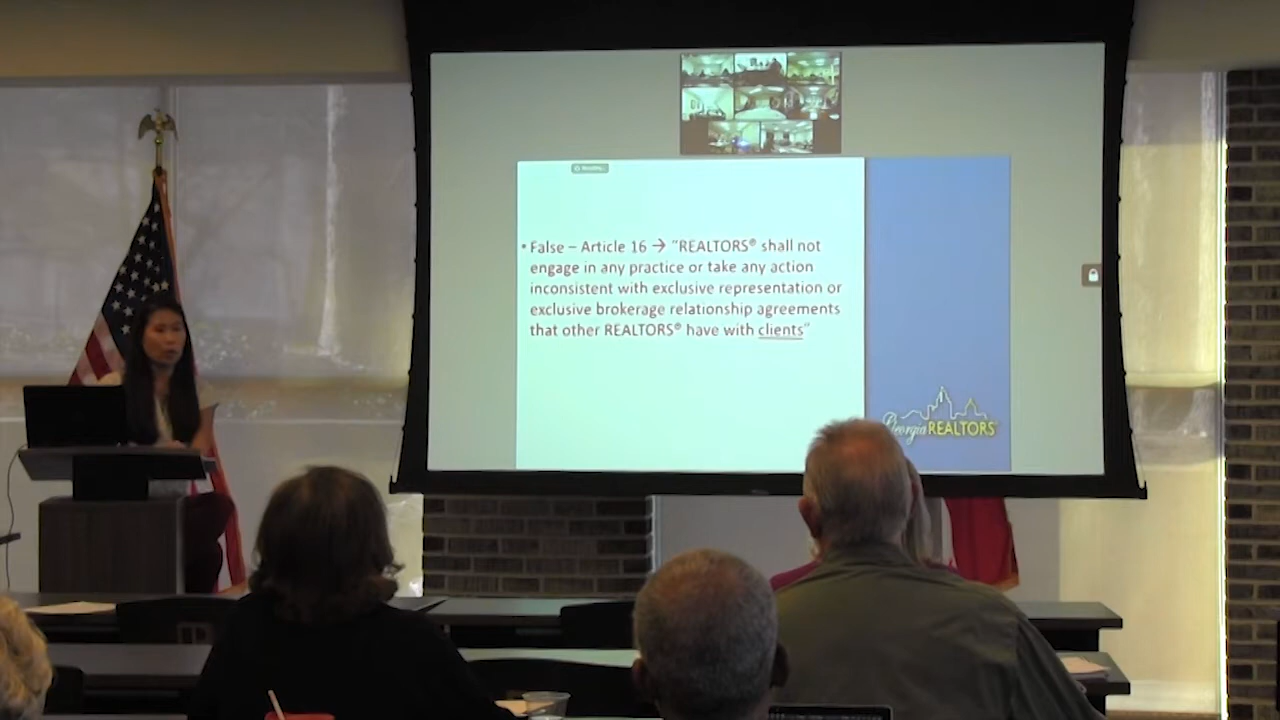 • False – Article 16 → "REALTORS® shall not
engage in any practice or take any action
inconsistent with exclusive representation or
exclusive brokerage relationship agreements
that other REALTORS® have with clients"
Georgia REALTORS®